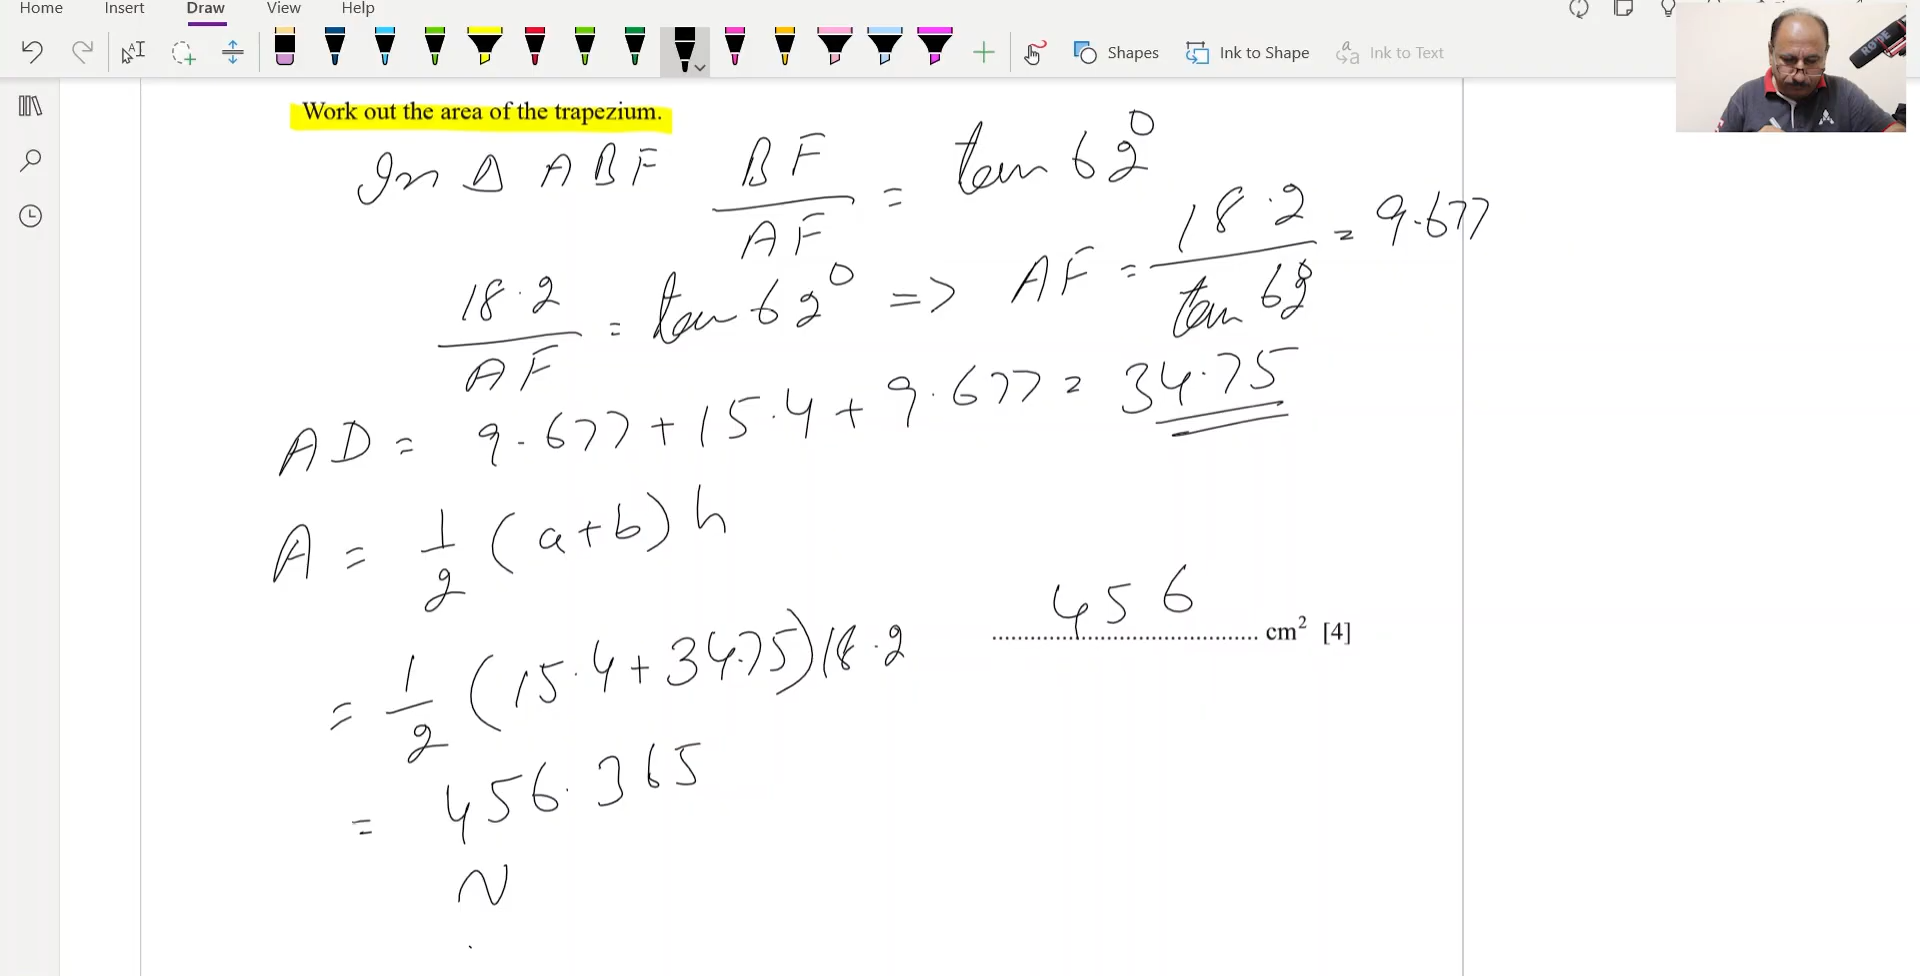 Home Insert Draw View Help
Shapes Ink to Shape Ink to Text
RØDE
Work out the area of the trapezium.
In Δ ABF BF/AF = tan 62°
18.2/AF = tan 62° => AF = 18.2/tan 62° = 9.677
AD = 9.677 + 15.4 + 9.677 = 34.75
A = 1/2 (a+b) h
456
.......................................... cm² [4]
= 1/2 (15.4 + 34.75) 18.2
= 456.365
N